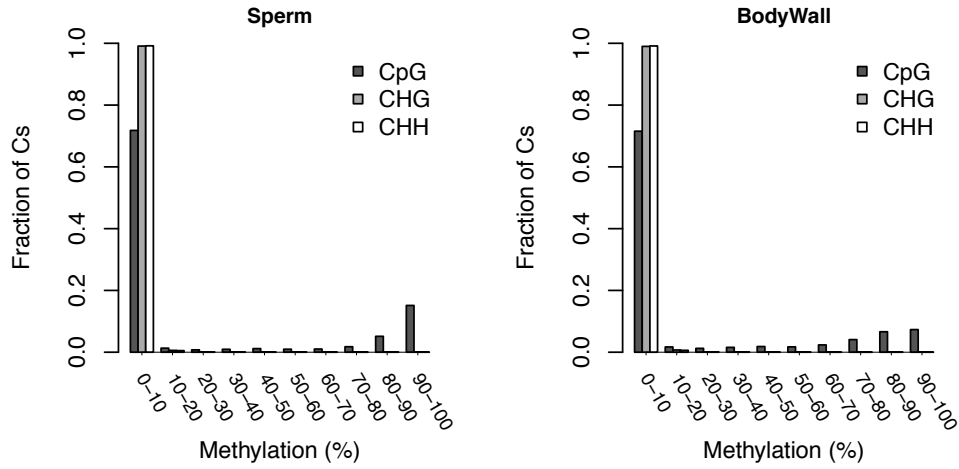 Sperm
Fraction of Cs
1.0
0.8
0.6
0.4
0.2
0.0
CpG
CHG
CHH
0–10
10–20
20–30
30–40
40–50
50–60
60–70
70–80
80–90
90–100
Methylation (%)
BodyWall
Fraction of Cs
1.0
0.8
0.6
0.4
0.2
0.0
CpG
CHG
CHH
0–10
10–20
20–30
30–40
40–50
50–60
60–70
70–80
80–90
90–100
Methylation (%)